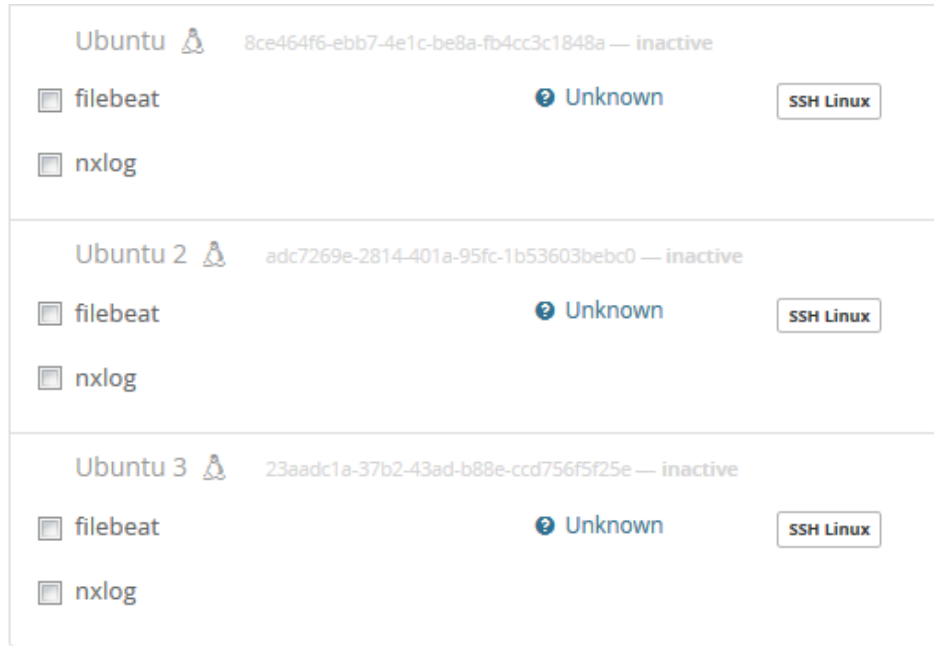 Ubuntu 8ce464f6-ebb7-4e1c-be8a-fb4cc3c1848a — inactive
filebeat Unknown SSH Linux
nxlog
Ubuntu 2 adc7269e-2814-401a-95fc-1b53603bebc0 — inactive
filebeat Unknown SSH Linux
nxlog
Ubuntu 3 23aadc1a-37b2-43ad-b88e-ccd756f5f25e — inactive
filebeat Unknown SSH Linux
nxlog